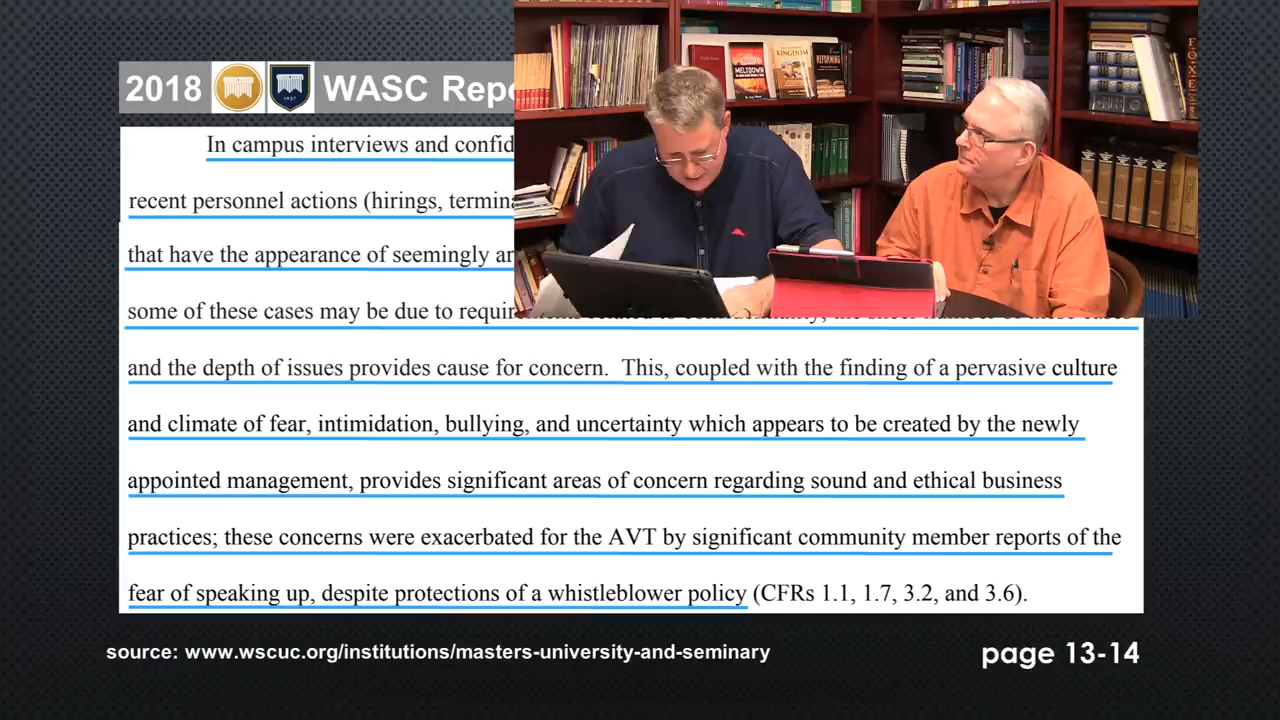 2018 WASC Repo
MELTDOWN
KINGDOM
REFORMING
In campus interviews and confid
recent personnel actions (hirings, termina
that have the appearance of seemingly ar
some of these cases may be due to requir
and the depth of issues provides cause for concern. This, coupled with the finding of a pervasive culture
and climate of fear, intimidation, bullying, and uncertainty which appears to be created by the newly
appointed management, provides significant areas of concern regarding sound and ethical business
practices; these concerns were exacerbated for the AVT by significant community member reports of the
fear of speaking up, despite protections of a whistleblower policy (CFRs 1.1, 1.7, 3.2, and 3.6).
source: www.wscuc.org/institutions/masters-university-and-seminary
page 13-14